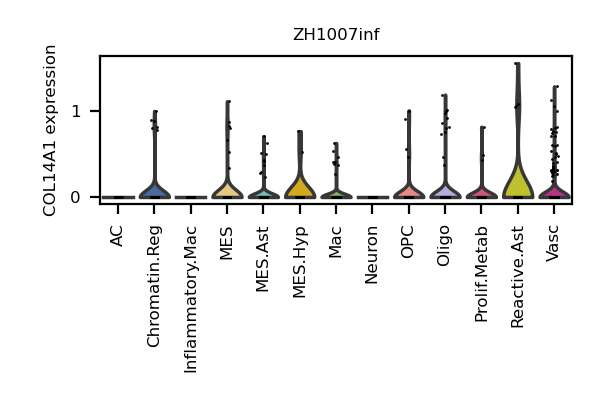 ZH1007inf
COL14A1 expression
1
0
AC
Chromatin.Reg
Inflammatory.Mac
MES
MES.Ast
MES.Hyp
Mac
Neuron
OPC
Oligo
Prolif.Metab
Reactive.Ast
Vasc